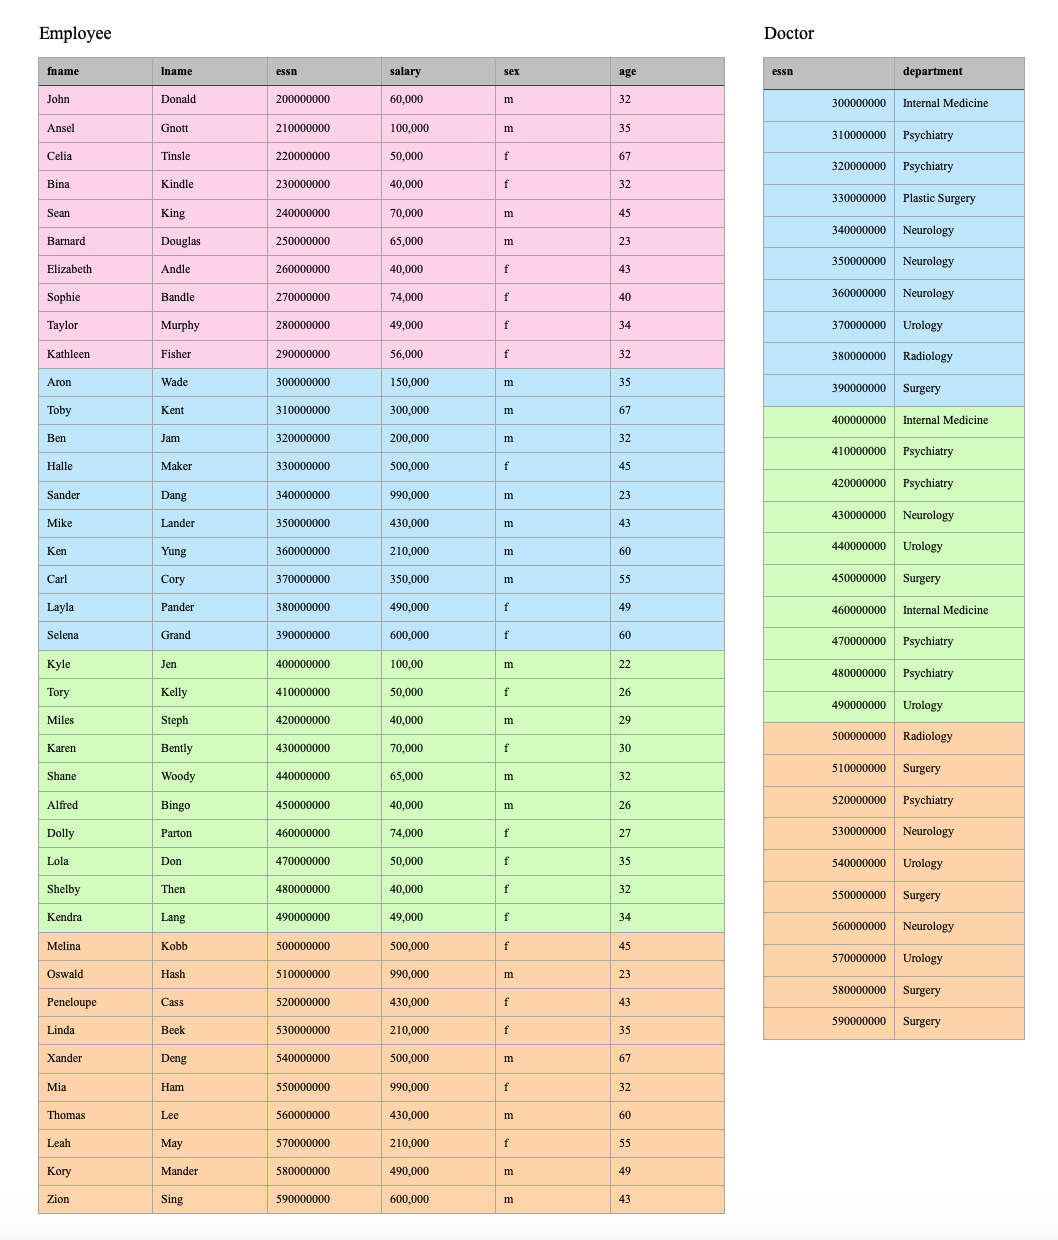 Employee
fname lname essn salary sex age
John Donald 200000000 60,000 m 32
Ansel Gnott 210000000 100,000 m 35
Celia Tinsle 220000000 50,000 f 67
Bina Kindle 230000000 40,000 f 32
Sean King 240000000 70,000 m 45
Barnard Douglas 250000000 65,000 m 23
Elizabeth Andle 260000000 40,000 f 43
Sophie Bandle 270000000 74,000 f 40
Taylor Murphy 280000000 49,000 f 34
Kathleen Fisher 290000000 56,000 f 32
Aron Wade 300000000 150,000 m 35
Toby Kent 310000000 300,000 m 67
Ben Jam 320000000 200,000 m 32
Halle Maker 330000000 500,000 f 45
Sander Dang 340000000 990,000 m 23
Mike Lander 350000000 430,000 m 43
Ken Yung 360000000 210,000 m 60
Carl Cory 370000000 350,000 m 55
Layla Pander 380000000 490,000 f 49
Selena Grand 390000000 600,000 f 60
Kyle Jen 400000000 100,00 m 22
Tory Kelly 410000000 50,000 f 26
Miles Steph 420000000 40,000 m 29
Karen Bently 430000000 70,000 f 30
Shane Woody 440000000 65,000 m 32
Alfred Bingo 450000000 40,000 m 26
Dolly Parton 460000000 74,000 f 27
Lola Don 470000000 50,000 f 35
Shelby Then 480000000 40,000 f 32
Kendra Lang 490000000 49,000 f 34
Melina Kobb 500000000 500,000 f 45
Oswald Hash 510000000 990,000 m 23
Peneloupe Cass 520000000 430,000 f 43
Linda Beek 530000000 210,000 f 35
Xander Deng 540000000 500,000 m 67
Mia Ham 550000000 990,000 f 32
Thomas Lee 560000000 430,000 m 60
Leah May 570000000 210,000 f 55
Kory Mander 580000000 490,000 m 49
Zion Sing 590000000 600,000 m 43
Doctor
essn department
300000000 Internal Medicine
310000000 Psychiatry
320000000 Psychiatry
330000000 Plastic Surgery
340000000 Neurology
350000000 Neurology
360000000 Neurology
370000000 Urology
380000000 Radiology
390000000 Surgery
400000000 Internal Medicine
410000000 Psychiatry
420000000 Psychiatry
430000000 Neurology
440000000 Urology
450000000 Surgery
460000000 Internal Medicine
470000000 Psychiatry
480000000 Psychiatry
490000000 Urology
500000000 Radiology
510000000 Surgery
520000000 Psychiatry
530000000 Neurology
540000000 Urology
550000000 Surgery
560000000 Neurology
570000000 Urology
580000000 Surgery
590000000 Surgery